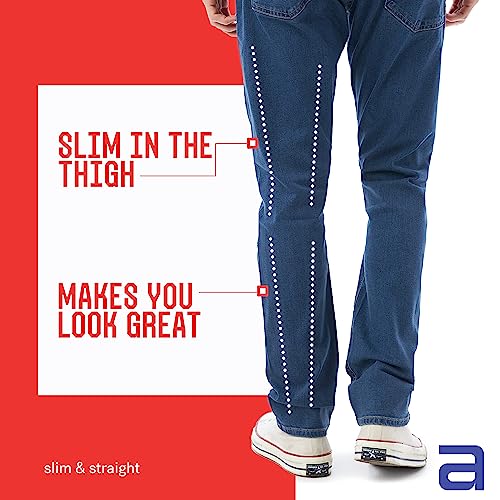 SLIM IN THE
THIGH
MAKES YOU
LOOK GREAT
slim & straight
a